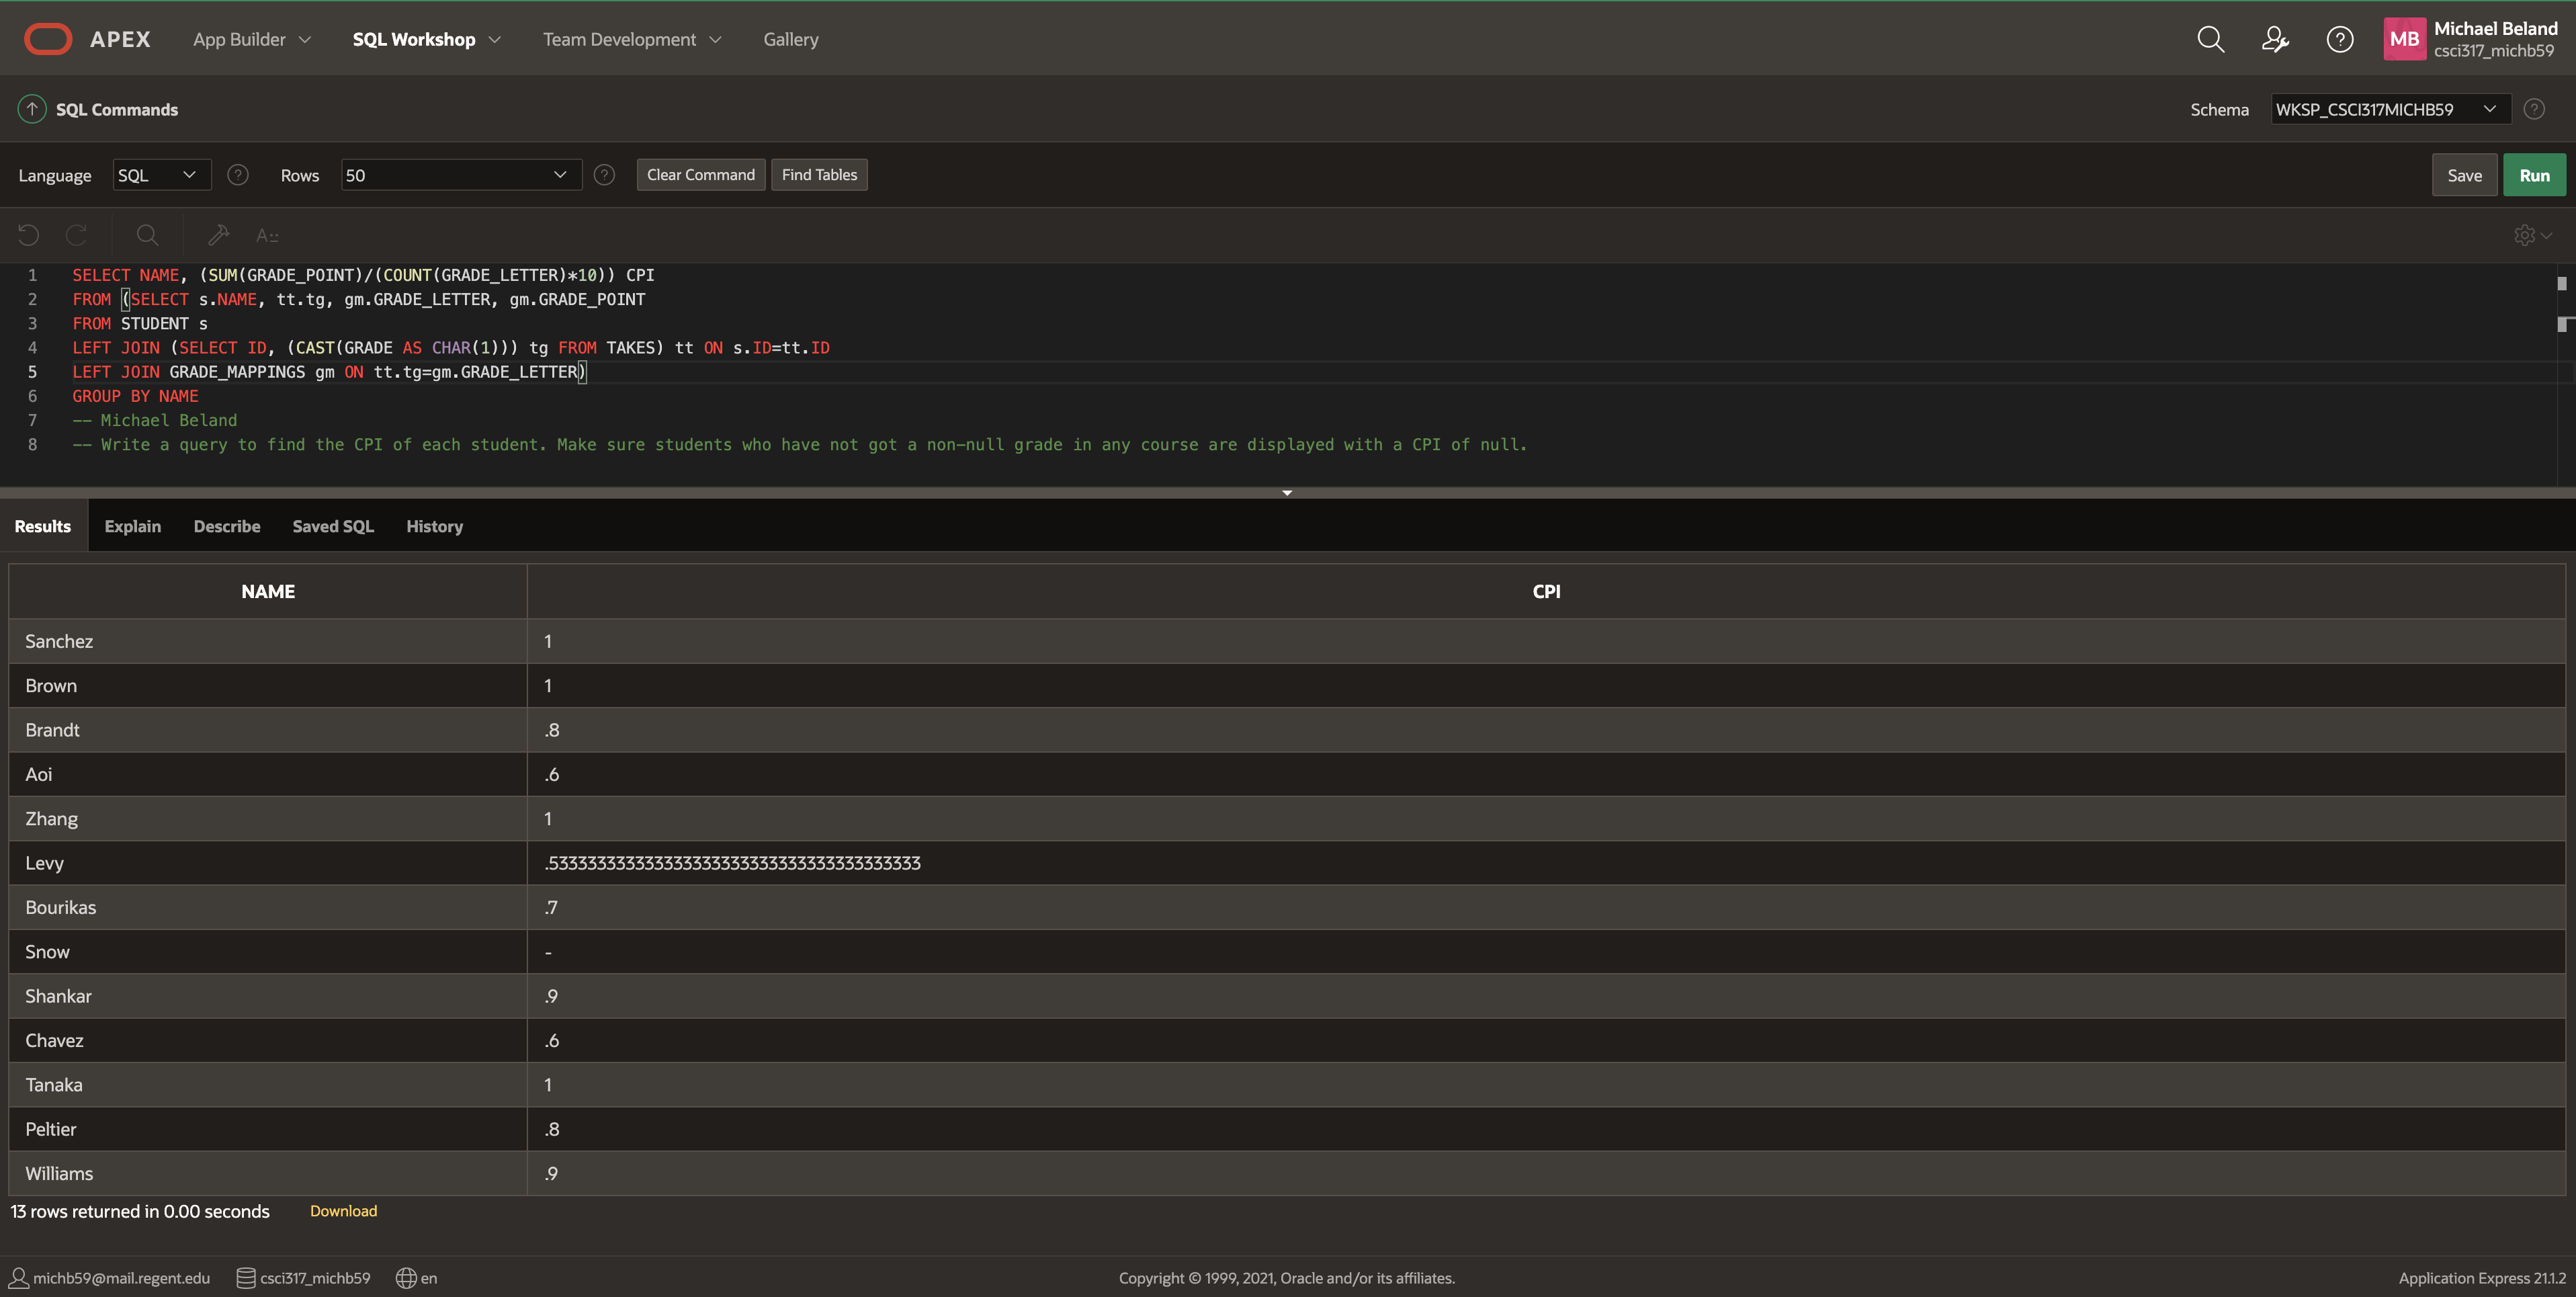 APEX App Builder SQL Workshop Team Development Gallery MB Michael Beland
csci317_michb59
SQL Commands Schema WKSP_CSCI317MICHB59 ?
Language SQL ? Rows 50 ? Clear Command Find Tables Save Run
1 SELECT NAME, (SUM(GRADE_POINT)/(COUNT(GRADE_LETTER)*10)) CPI
2 FROM (SELECT s.NAME, tt.tg, gm.GRADE_LETTER, gm.GRADE_POINT
3 FROM STUDENT s
4 LEFT JOIN (SELECT ID, (CAST(GRADE AS CHAR(1))) tg FROM TAKES) tt ON s.ID=tt.ID
5 LEFT JOIN GRADE_MAPPINGS gm ON tt.tg=gm.GRADE_LETTER)
6 GROUP BY NAME
7 -- Michael Beland
8 -- Write a query to find the CPI of each student. Make sure students who have not got a non-null grade in any course are displayed with a CPI of null.
Results Explain Describe Saved SQL History
NAME CPI
Sanchez 1
Brown 1
Brandt .8
Aoi .6
Zhang 1
Levy .5333333333333333333333333333333333333333
Bourikas .7
Snow -
Shankar .9
Chavez .6
Tanaka 1
Peltier .8
Williams .9
13 rows returned in 0.00 seconds Download
michb59@mail.regent.edu csci317_michb59 en Copyright © 1999, 2021, Oracle and/or its affiliates. Application Express 21.1.2